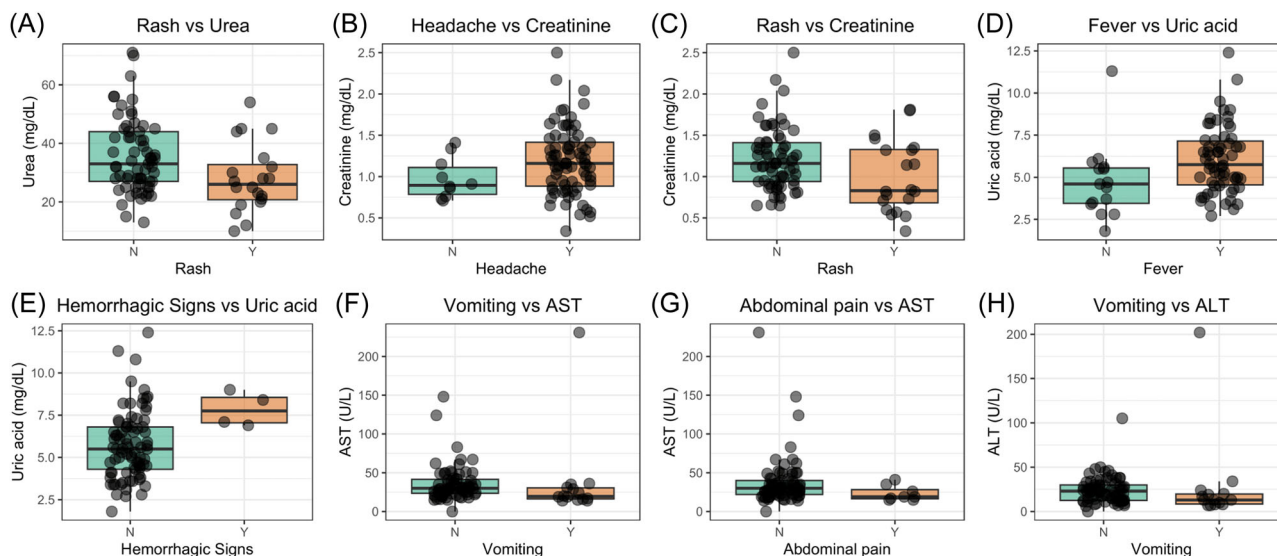 (A) Rash vs Urea
Urea (mg/dL)
60
40
20
N Y
Rash
(B) Headache vs Creatinine
Creatinine (mg/dL)
2.5
2.0
1.5
1.0
0.5
N Y
Headache
(C) Rash vs Creatinine
Creatinine (mg/dL)
2.5
2.0
1.5
1.0
0.5
N Y
Rash
(D) Fever vs Uric acid
Uric acid (mg/dL)
12.5
10.0
7.5
5.0
2.5
N Y
Fever
(E) Hemorrhagic Signs vs Uric acid
Uric acid (mg/dL)
12.5
10.0
7.5
5.0
2.5
N Y
Hemorrhagic Signs
(F) Vomiting vs AST
AST (U/L)
200
150
100
50
0
N Y
Vomiting
(G) Abdominal pain vs AST
AST (U/L)
200
150
100
50
0
N Y
Abdominal pain
(H) Vomiting vs ALT
ALT (U/L)
200
150
100
50
0
N Y
Vomiting